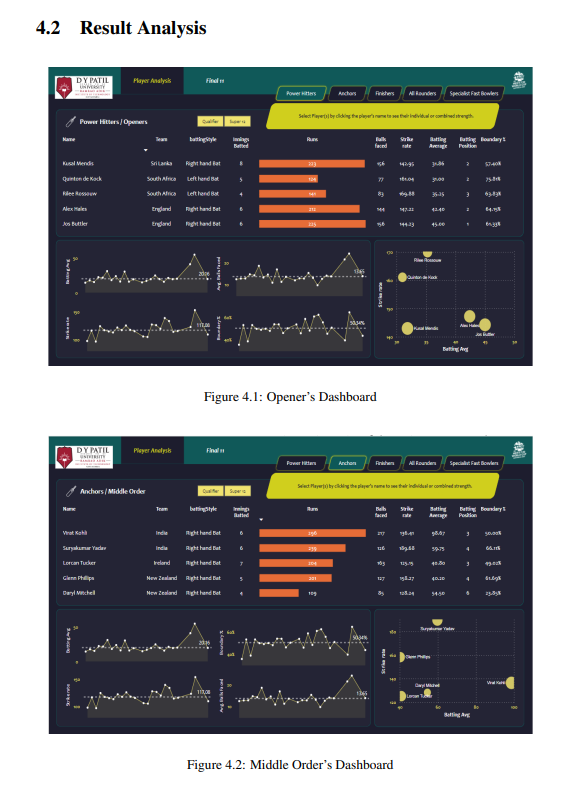 4.2 Result Analysis
D Y PATIL
UNIVERSITY
Player Analysis
Final 11
Power Hitters
Anchors
Finishers
All Rounders
Specialist Fast Bowlers
Power Hitters / Openers
Qualifier
Super 12
Select Player(s) by clicking the player's name to see their individual or combined strength.
Name Team battingStyle Innings Batted Runs Balls faced Strike rate Batting Average Batting Position Boundary %
Kusal Mendis Sri Lanka Right hand Bat 8 223 156 142.95 31.86 2 57.40%
Quinton de Kock South Africa Left hand Bat 5 124 77 161.04 31.00 2 75.81%
Rilee Rossouw South Africa Left hand Bat 4 141 83 169.88 35.25 3 63.83%
Alex Hales England Right hand Bat 6 212 144 147.22 42.40 2 64.15%
Jos Buttler England Right hand Bat 6 225 156 144.23 45.00 1 61.33%
Batting Avg
Avg. Balls Faced
Strike rate
Boundary %
117.08
50.34%
Strike rate
Rilee Rossouw
Quinton de Kock
Kusal Mendis
Alex Hales
Jos Buttler
Batting Avg
Figure 4.1: Opener's Dashboard
D Y PATIL
UNIVERSITY
Player Analysis
Final 11
Power Hitters
Anchors
Finishers
All Rounders
Specialist Fast Bowlers
Anchors / Middle Order
Qualifier
Super 12
Select Player(s) by clicking the player's name to see their individual or combined strength.
Name Team battingStyle Innings Batted Runs Balls faced Strike rate Batting Average Batting Position Boundary %
Virat Kohli India Right hand Bat 6 296 217 136.41 98.67 3 50.00%
Suryakumar Yadav India Right hand Bat 6 239 126 189.68 59.75 4 66.11%
Lorcan Tucker Ireland Right hand Bat 7 204 163 125.15 40.80 3 49.02%
Glenn Phillips New Zealand Right hand Bat 5 201 127 158.27 40.20 4 61.69%
Daryl Mitchell New Zealand Right hand Bat 4 109 85 128.24 54.50 6 23.85%
Batting Avg
Boundary %
50.34%
Strike rate
Avg. Balls Faced
117.08
Strike rate
Suryakumar Yadav
Glenn Phillips
Daryl Mitchell
Virat Kohli
Lorcan Tucker
Batting Avg
Figure 4.2: Middle Order's Dashboard